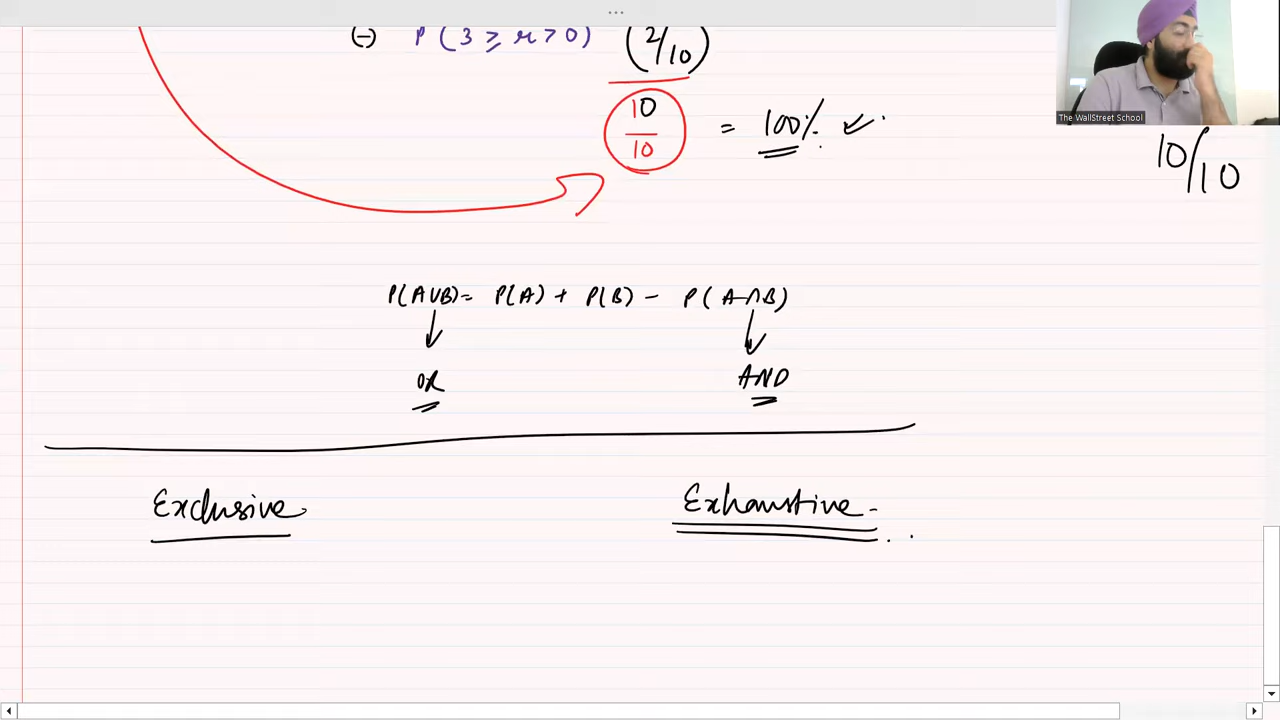 (-) P ( 3 ≥ r > 0 ) (2/10)
10/10 = 100% ✓
The WallStreet School
10/10
P(A∪B) = P(A) + P(B) - P( A∩B)
OR AND
Exclusive Exhaustive